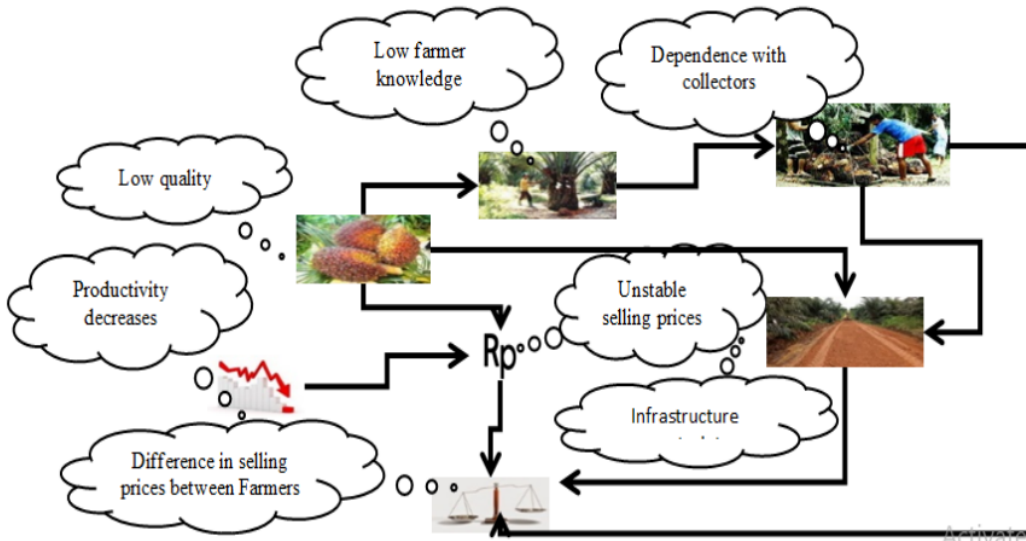 Low farmer
knowledge
Dependence with
collectors
Low quality
Productivity
decreases
Unstable
selling prices
Rp
Infrastructure
Difference in selling
prices between Farmers
Activate